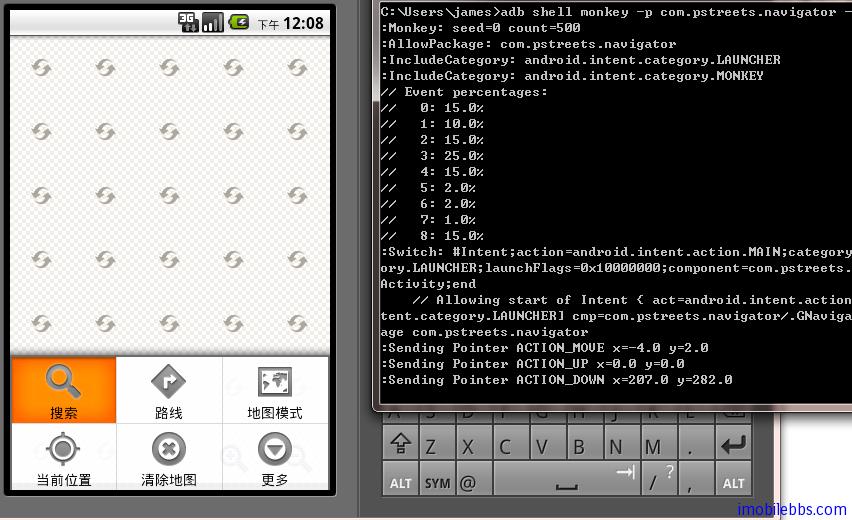 3G 下午 12:08
搜索 路线 地图模式
当前位置 清除地图 更多
C:\Users\james>adb shell monkey -p com.pstreets.navigator -
:Monkey: seed=0 count=500
:AllowPackage: com.pstreets.navigator
:IncludeCategory: android.intent.category.LAUNCHER
:IncludeCategory: android.intent.category.MONKEY
// Event percentages:
//   0: 15.0%
//   1: 10.0%
//   2: 15.0%
//   3: 25.0%
//   4: 15.0%
//   5: 2.0%
//   6: 2.0%
//   7: 1.0%
//   8: 15.0%
:Switch: #Intent;action=android.intent.action.MAIN;category
ory.LAUNCHER;launchFlags=0x10000000;component=com.pstreets.
Activity;end
    // Allowing start of Intent { act=android.intent.action
tent.category.LAUNCHER] cmp=com.pstreets.navigator/.GNaviga
age com.pstreets.navigator
:Sending Pointer ACTION_MOVE x=-4.0 y=2.0
:Sending Pointer ACTION_UP x=0.0 y=0.0
:Sending Pointer ACTION_DOWN x=207.0 y=282.0
Z X C V B N M .
ALT SYM @ / ? , ALT
imobilebbs.com